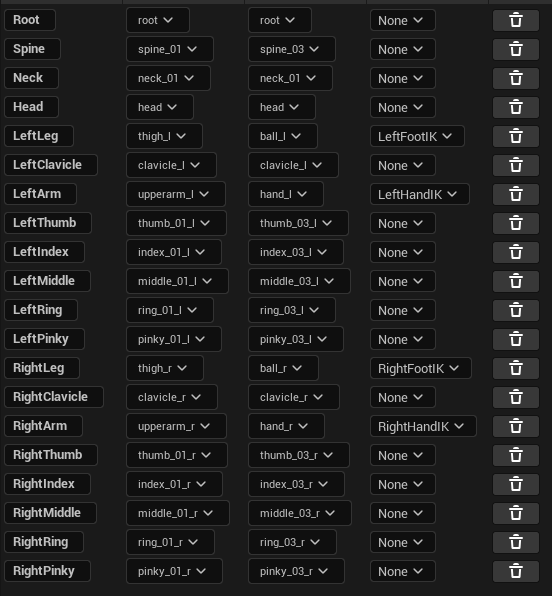 Root root root None
Spine spine_01 spine_03 None
Neck neck_01 neck_01 None
Head head head None
LeftLeg thigh_l ball_l LeftFootIK
LeftClavicle clavicle_l clavicle_l None
LeftArm upperarm_l hand_l LeftHandIK
LeftThumb thumb_01_l thumb_03_l None
LeftIndex index_01_l index_03_l None
LeftMiddle middle_01_l middle_03_l None
LeftRing ring_01_l ring_03_l None
LeftPinky pinky_01_l pinky_03_l None
RightLeg thigh_r ball_r RightFootIK
RightClavicle clavicle_r clavicle_r None
RightArm upperarm_r hand_r RightHandIK
RightThumb thumb_01_r thumb_03_r None
RightIndex index_01_r index_03_r None
RightMiddle middle_01_r middle_03_r None
RightRing ring_01_r ring_03_r None
RightPinky pinky_01_r pinky_03_r None